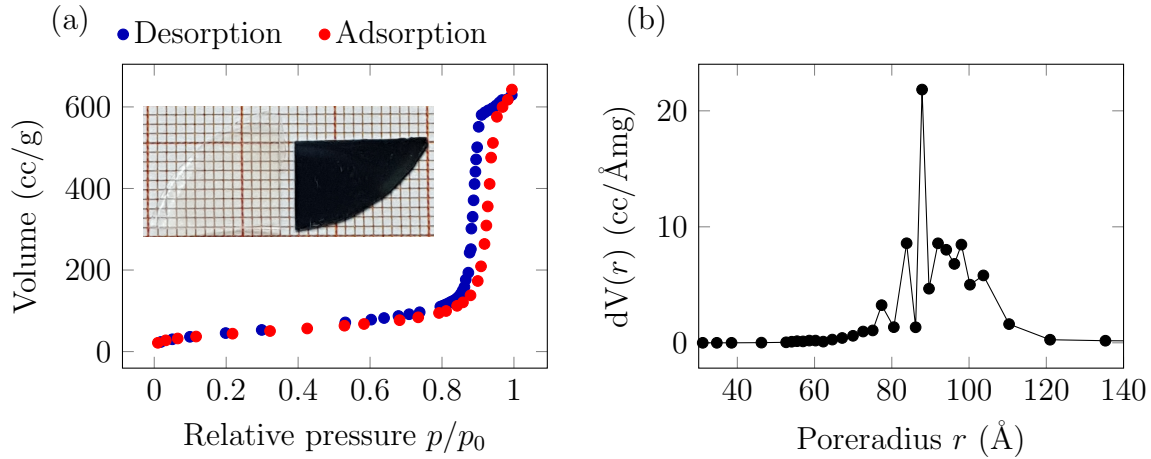 (a)
Desorption Adsorption
600
400
200
0
Volume (cc/g)
0 0.2 0.4 0.6 0.8 1
Relative pressure p/p₀
(b)
20
10
0
dV(r) (cc/Åmg)
40 60 80 100 120 140
Poreradius r (Å)